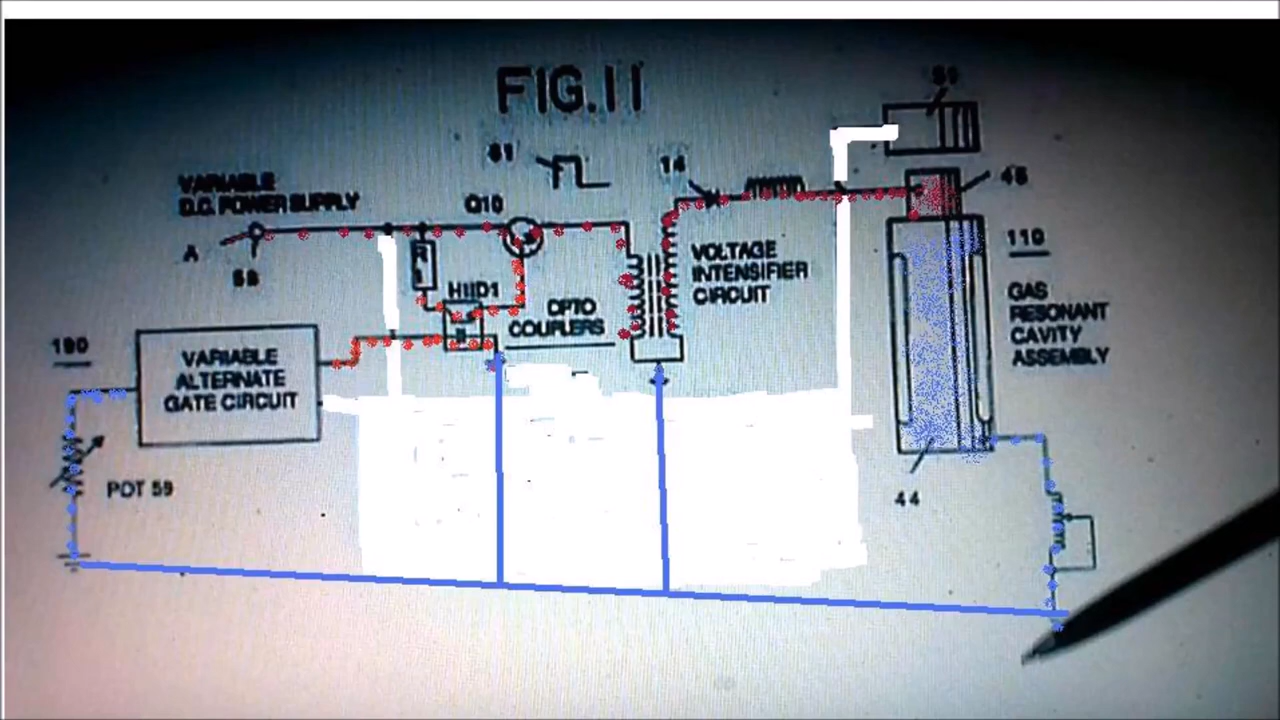 FIG.11
61
14
46
VARIABLE
D.C. POWER SUPPLY
Q10
A
110
VOLTAGE
INTENSIFIER
CIRCUIT
R
H11D1
GAS
RESONANT
CAVITY
ASSEMBLY
OPTO
COUPLERS
VARIABLE
ALTERNATE
GATE CIRCUIT
POT 59
44